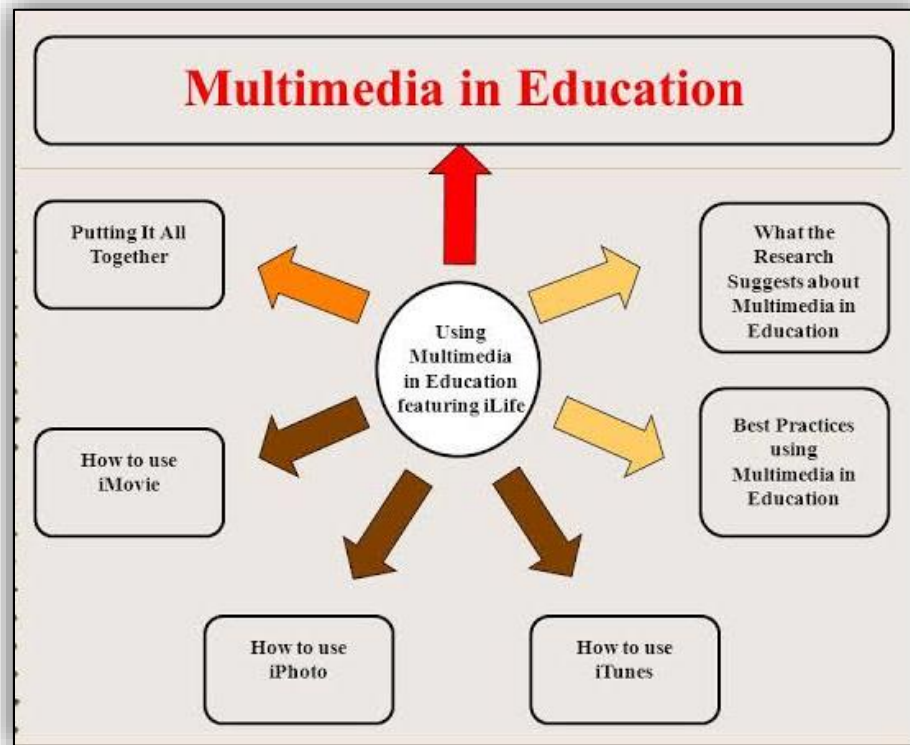 Multimedia in Education
Putting It All
Together
What the
Research
Suggests about
Multimedia in
Education
Using
Multimedia
in Education
featuring iLife
How to use
iMovie
Best Practices
using
Multimedia in
Education
How to use
iPhoto
How to use
iTunes